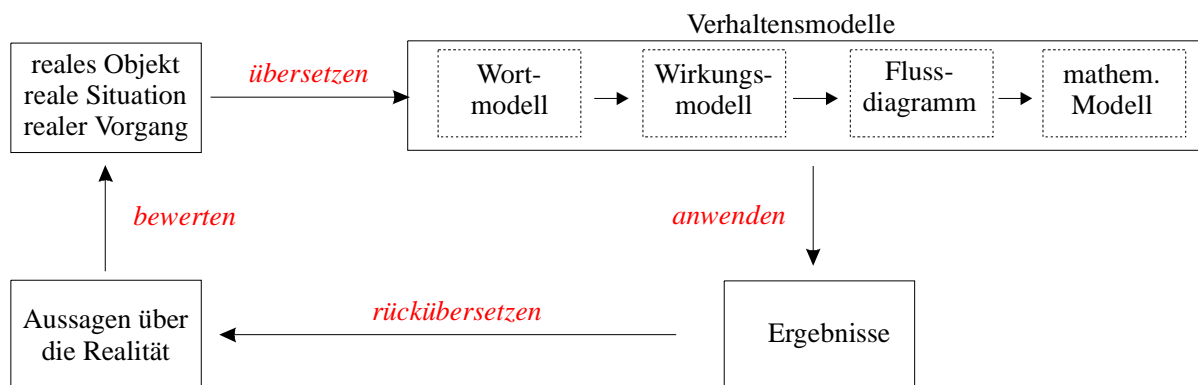 Verhaltensmodelle
reales Objekt
reale Situation
realer Vorgang
übersetzen
Wort-
modell
Wirkungs-
modell
Fluss-
diagramm
mathem.
Modell
bewerten
anwenden
Aussagen über
die Realität
rückübersetzen
Ergebnisse